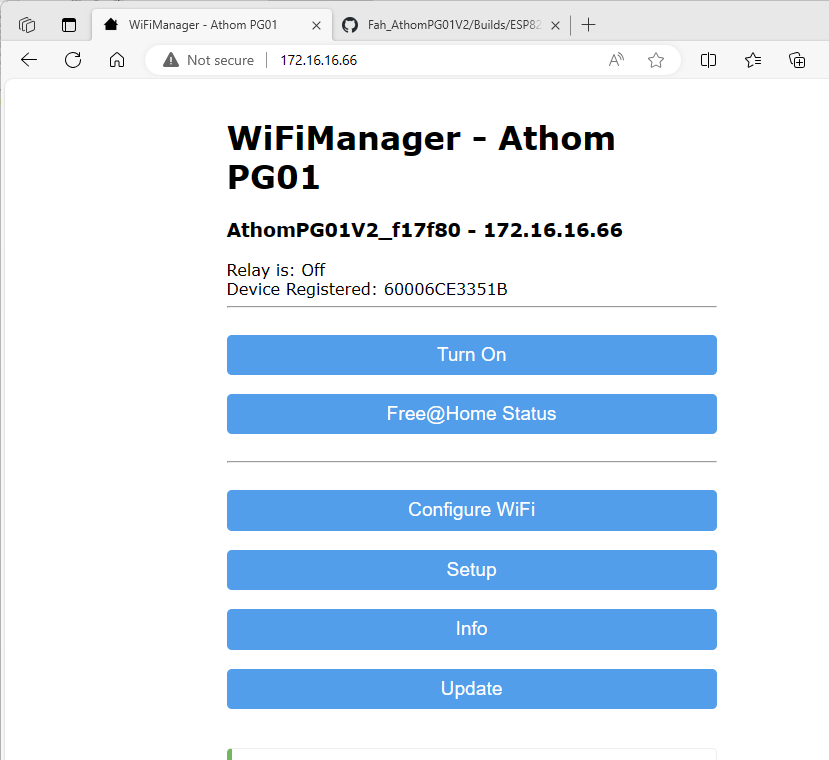 WiFiManager - Athom PG01
Fah_AthomPG01V2/Builds/ESP82
Not secure
172.16.16.66
WiFiManager - Athom
PG01
AthomPG01V2_f17f80 - 172.16.16.66
Relay is: Off
Device Registered: 60006CE3351B
Turn On
Free@Home Status
Configure WiFi
Setup
Info
Update